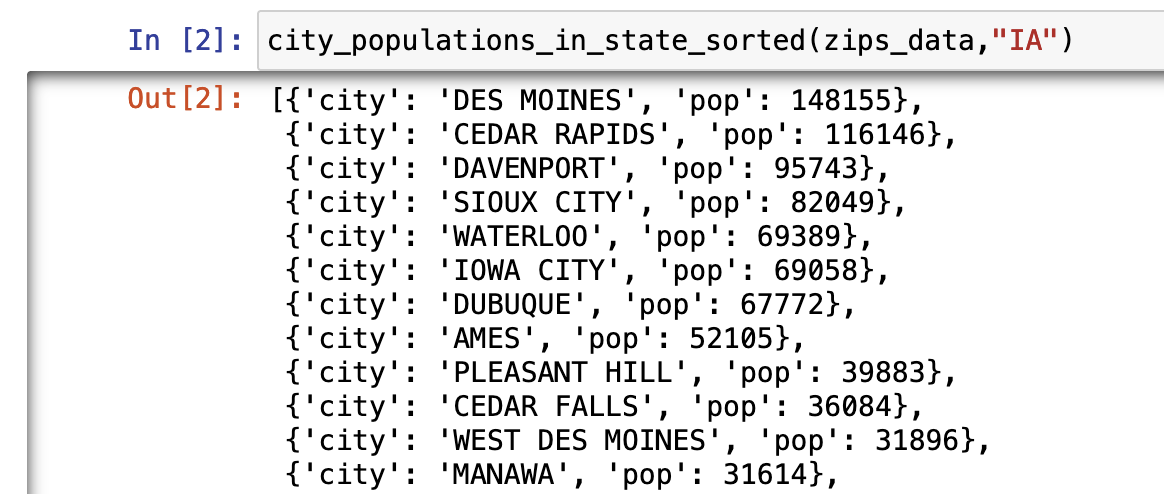 In [2]: city_populations_in_state_sorted(zips_data,"IA")
Out[2]: [{'city': 'DES MOINES', 'pop': 148155},
{'city': 'CEDAR RAPIDS', 'pop': 116146},
{'city': 'DAVENPORT', 'pop': 95743},
{'city': 'SIOUX CITY', 'pop': 82049},
{'city': 'WATERLOO', 'pop': 69389},
{'city': 'IOWA CITY', 'pop': 69058},
{'city': 'DUBUQUE', 'pop': 67772},
{'city': 'AMES', 'pop': 52105},
{'city': 'PLEASANT HILL', 'pop': 39883},
{'city': 'CEDAR FALLS', 'pop': 36084},
{'city': 'WEST DES MOINES', 'pop': 31896},
{'city': 'MANAWA', 'pop': 31614},